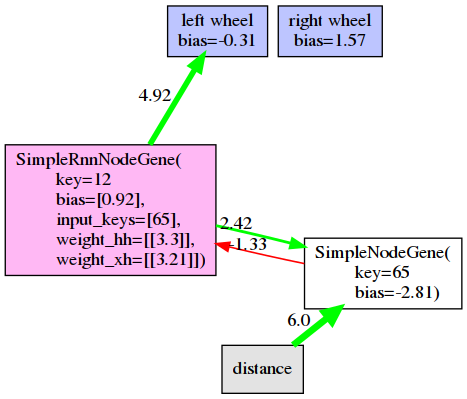 left wheel
bias=-0.31
right wheel
bias=1.57
4.92
SimpleRnnNodeGene(
key=12
bias=[0.92],
input_keys=[65],
weight_hh=[[3.3]],
weight_xh=[[3.21]])
2.42
-1.33
SimpleNodeGene(
key=65
bias=-2.81)
6.0
distance